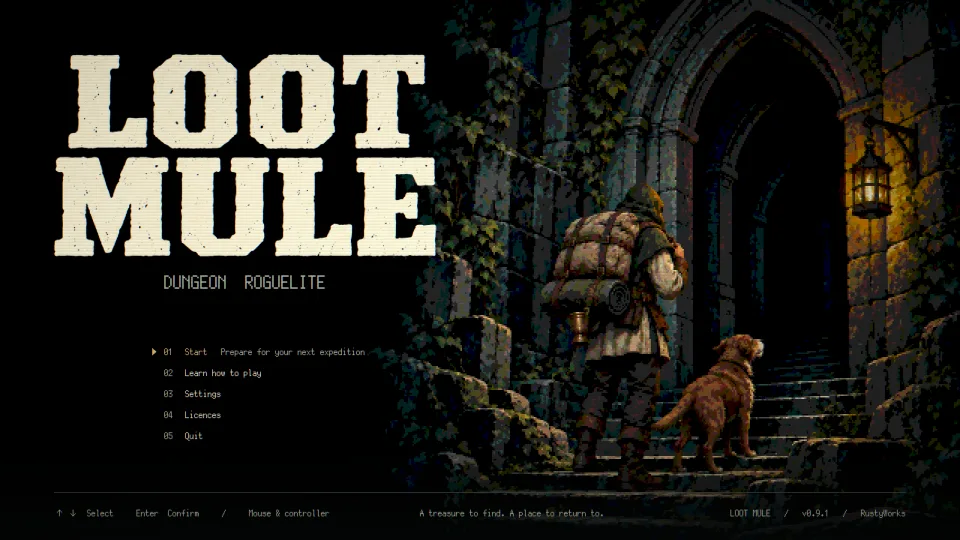 LOOT
MULE
DUNGEON ROGUELITE
01 Start Prepare for your next expedition
02 Learn how to play
03 Settings
04 Licences
05 Quit
↑ ↓ Select Enter Confirm / Mouse & controller
A treasure to find. A place to return to.
LOOT MULE / v0.9.1 / RustyWorks